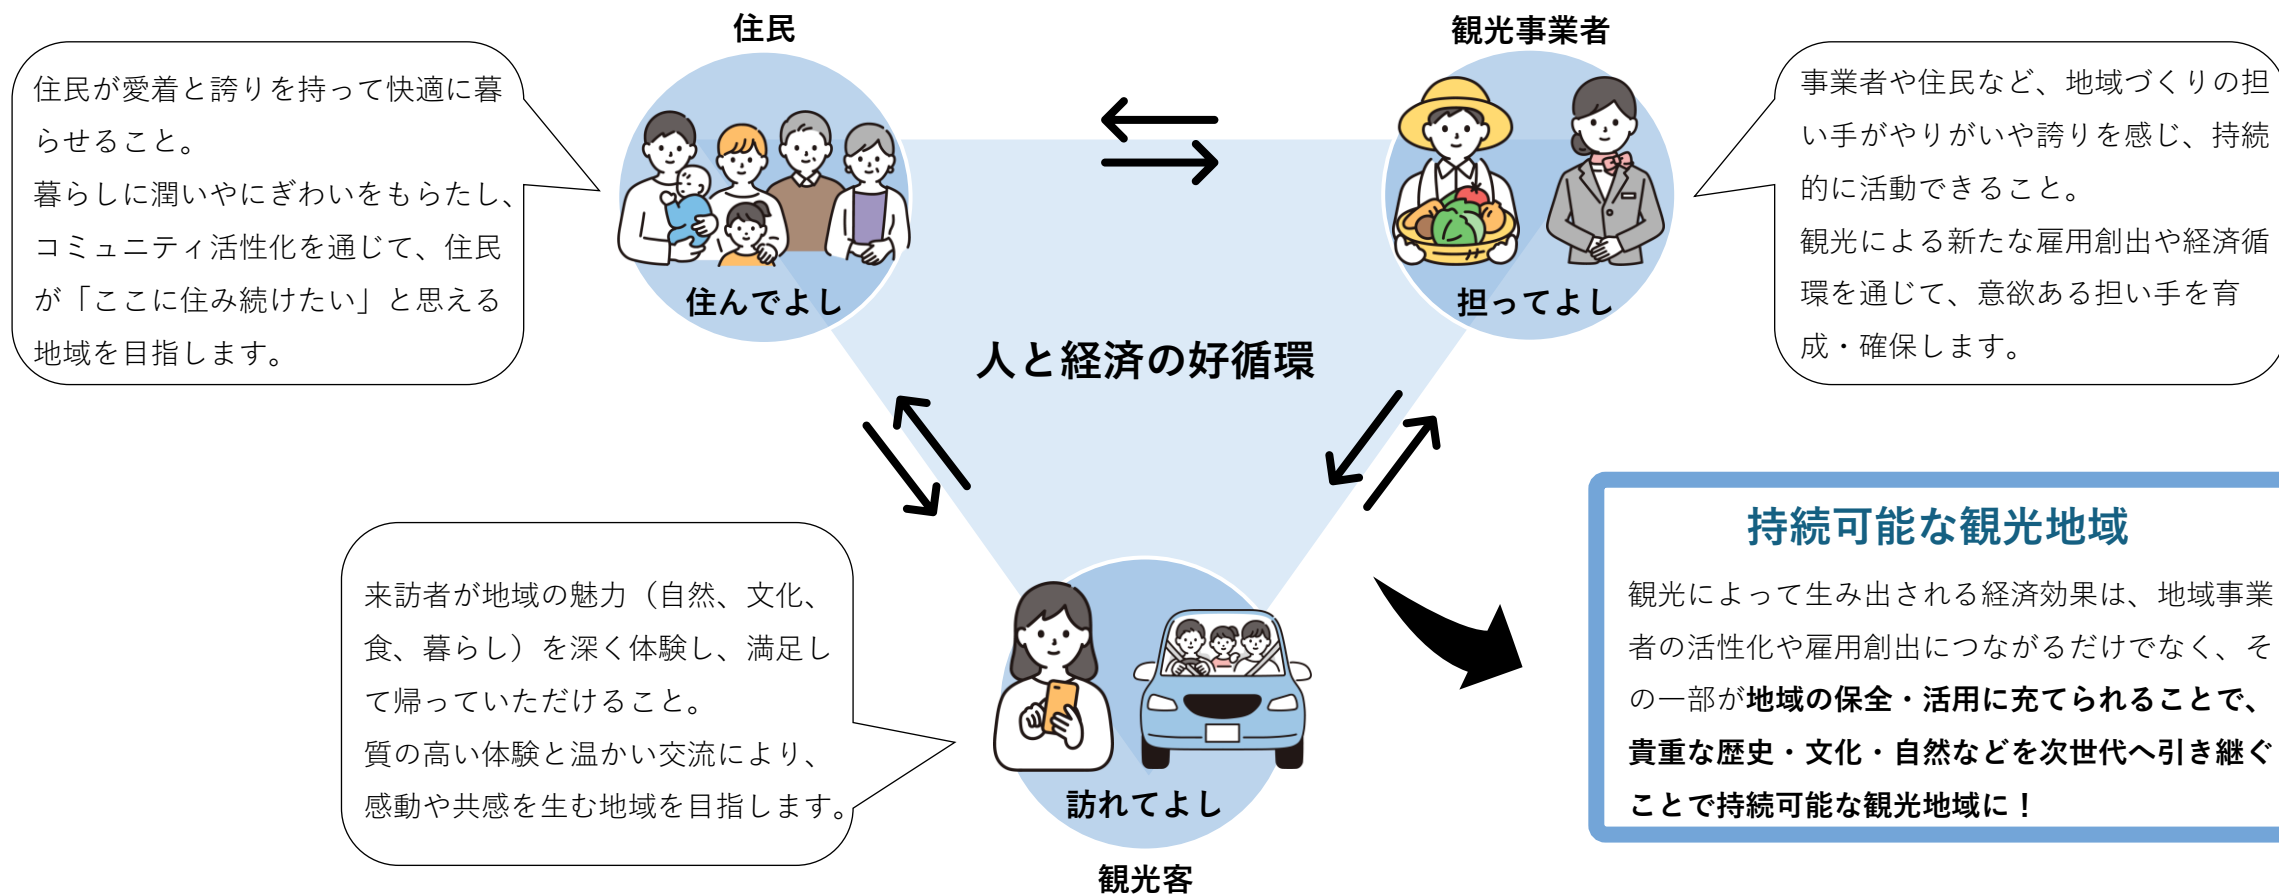 住民
住民が愛着と誇りを持って快適に暮
らせること。
暮らしに潤いやにぎわいをもらたし、
コミュニティ活性化を通じて、住民
が「ここに住み続けたい」と思える
地域を目指します。
住んでよし
観光事業者
事業者や住民など、地域づくりの担
い手がやりがいや誇りを感じ、持続
的に活動できること。
観光による新たな雇用創出や経済循
環を通じて、意欲ある担い手を育
成・確保します。
担ってよし
人と経済の好循環
来訪者が地域の魅力（自然、文化、
食、暮らし）を深く体験し、満足し
て帰っていただけること。
質の高い体験と温かい交流により、
感動や共感を生む地域を目指します。
訪れてよし
観光客
持続可能な観光地域
観光によって生み出される経済効果は、地域事業
者の活性化や雇用創出につながるだけでなく、そ
の一部が地域の保全・活用に充てられることで、
貴重な歴史・文化・自然などを次世代へ引き継ぐ
ことで持続可能な観光地域に！